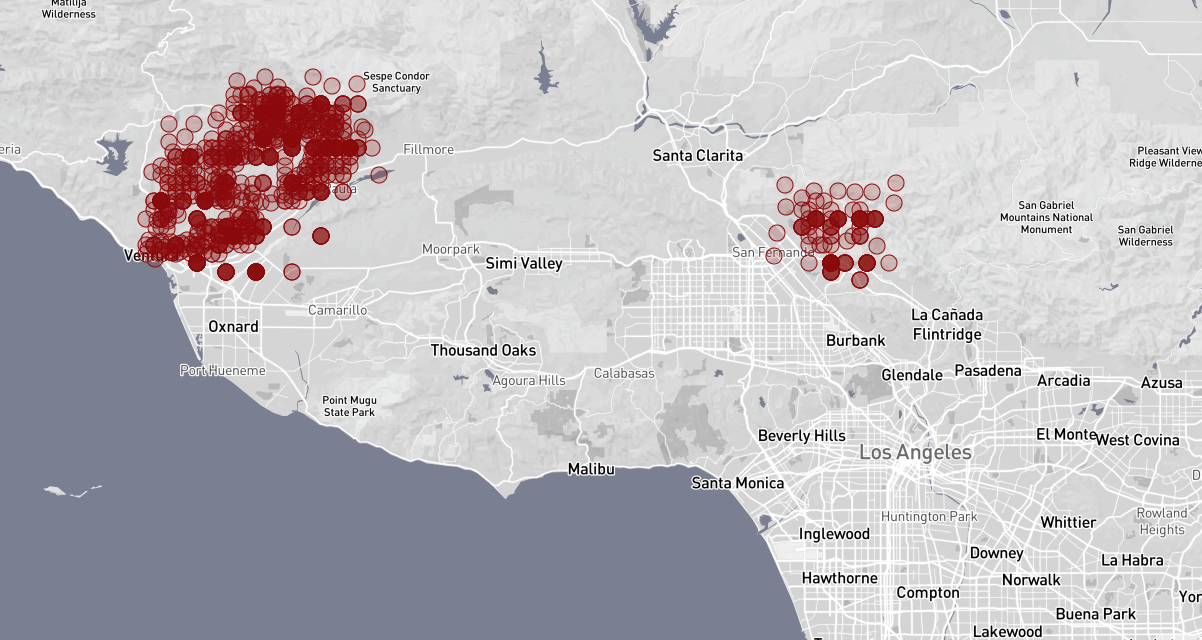 Matilija
Wilderness
Sespe Condor
Sanctuary
Fillmore
Santa Clarita
Pleasant View
Ridge Wilderne
San Gabriel
Mountains National
Monument
San Gabriel
Wilderness
eria
Paula
Ventura
Moorpark
Simi Valley
San Fernando
Camarillo
Oxnard
Thousand Oaks
La Cañada
Flintridge
Burbank
Port Hueneme
Agoura Hills
Calabasas
Glendale
Pasadena
Arcadia
Azusa
Point Mugu
State Park
Beverly Hills
El Monte
West Covina
Los Angeles
Malibu
Santa Monica
D
Huntington Park
Rowland
Heights
Whittier
Inglewood
Downey
La Habra
Hawthorne
Norwalk
Compton
Yor
Buena Park
Lakewood